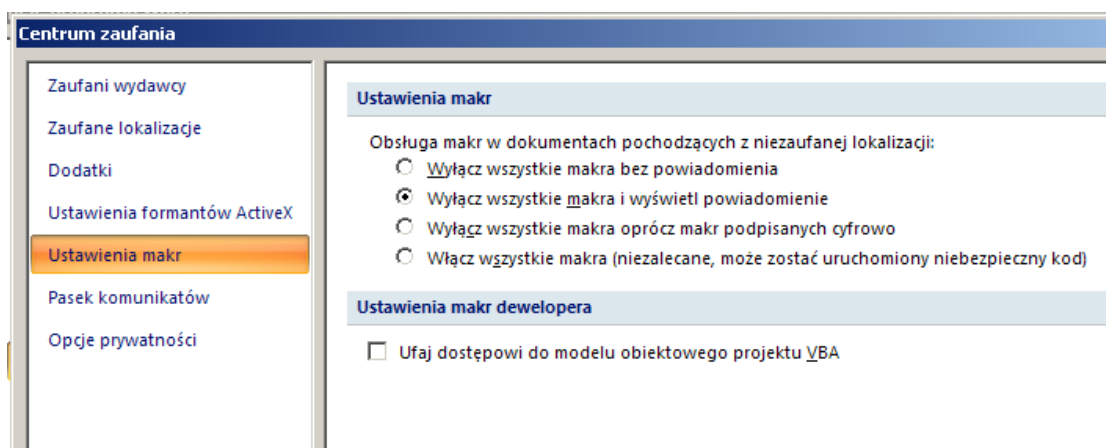 Centrum zaufania
Zaufani wydawcy
Zaufane lokalizacje
Dodatki
Ustawienia formantów ActiveX
Ustawienia makr
Pasek komunikatów
Opcje prywatności
Ustawienia makr
Obsługa makr w dokumentach pochodzących z niezaufanej lokalizacji:
Wyłącz wszystkie makra bez powiadomienia
Wyłącz wszystkie makra i wyświetl powiadomienie
Wyłącz wszystkie makra oprócz makr podpisanych cyfrowo
Włącz wszystkie makra (niezalecane, może zostać uruchomiony niebezpieczny kod)
Ustawienia makr dewelopera
Ufaj dostępowi do modelu obiektowego projektu VBA